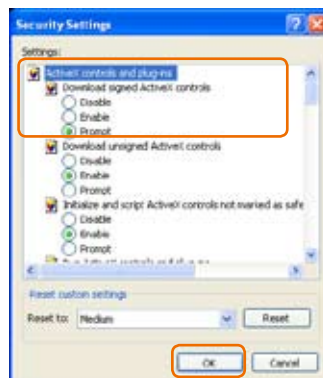 Security Settings
Settings:
ActiveX controls and plug-ins
Download signed ActiveX controls
Disable
Enable
Prompt
Download unsigned ActiveX controls
Disable
Enable
Prompt
Initialize and script ActiveX controls not marked as safe
Disable
Enable
Prompt
Reset custom settings
Reset to: Medium Reset
OK Cancel